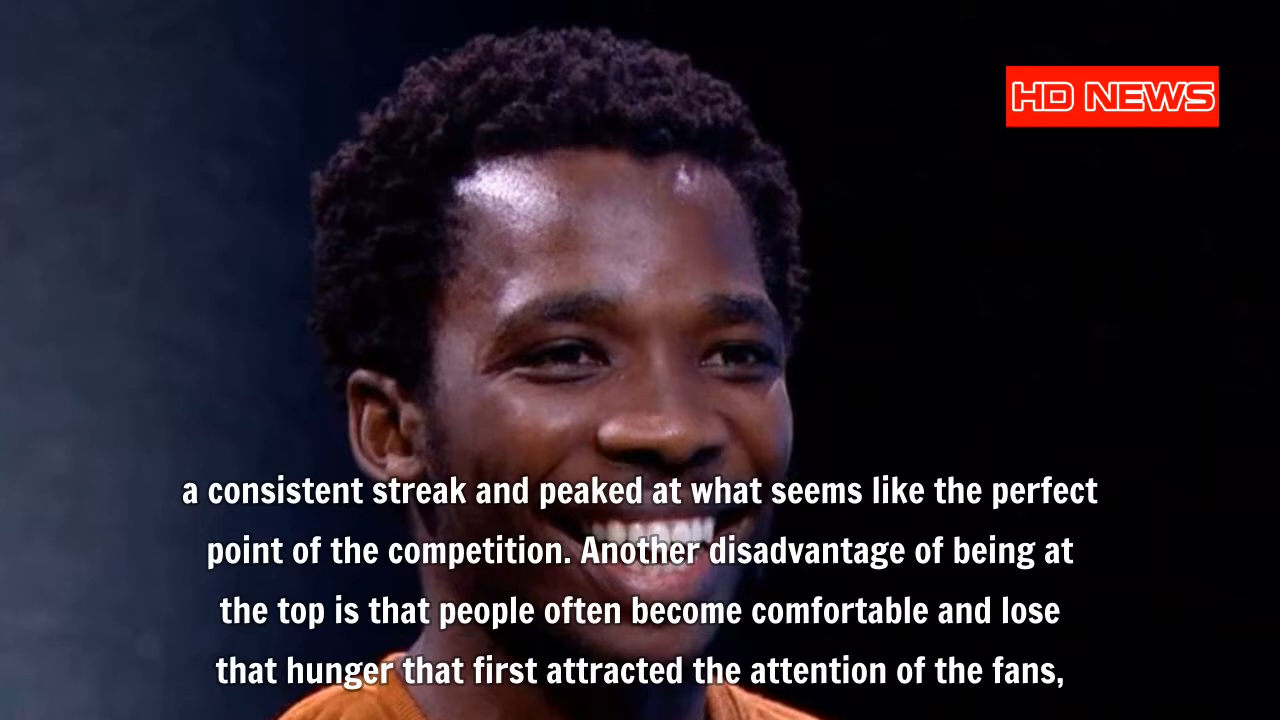 HD NEWS
a consistent streak and peaked at what seems like the perfect
point of the competition. Another disadvantage of being at
the top is that people often become comfortable and lose
that hunger that first attracted the attention of the fans,